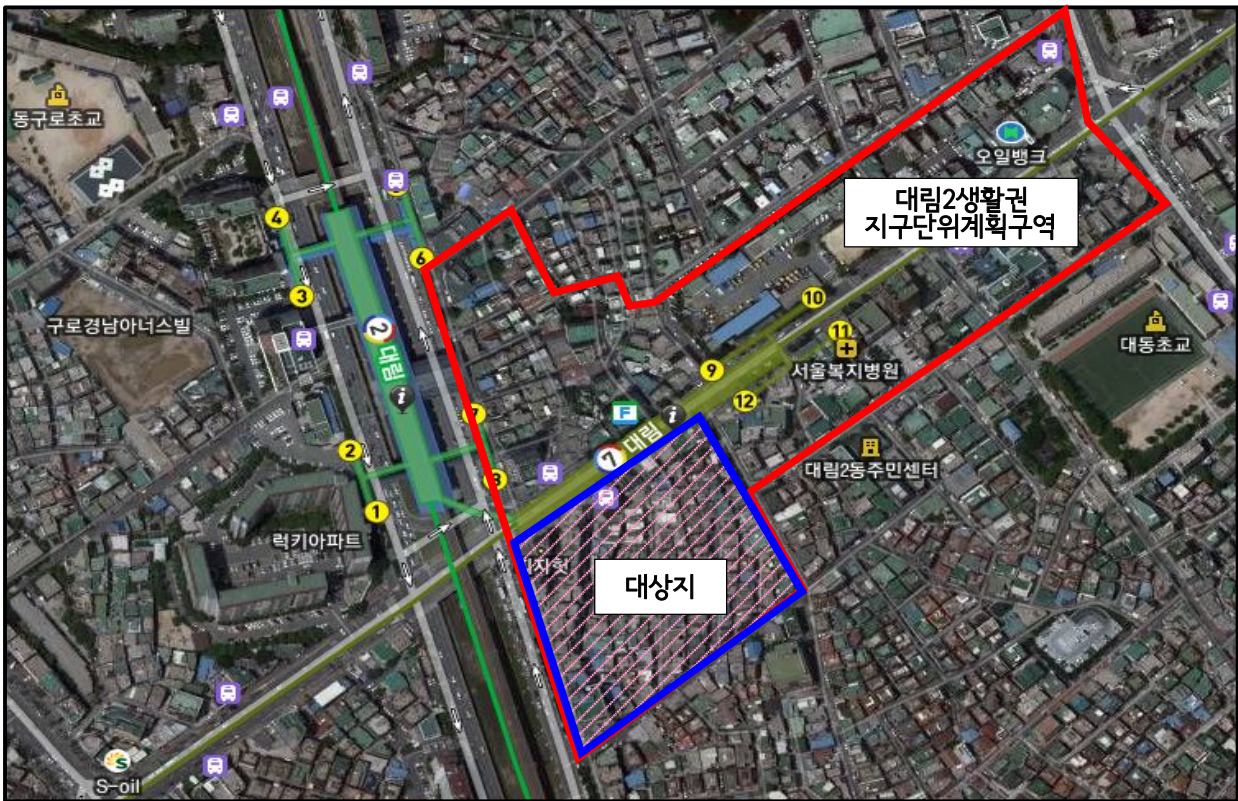 동구로초교
오일뱅크
대림2생활권
지구단위계획구역
4
6
3
10
구로경남아너스빌
2
대림
11
대동초교
9
서울복지병원
12
F
7
대림
7
2
대림2동주민센터
8
1
럭키아파트
대상지
S-oil